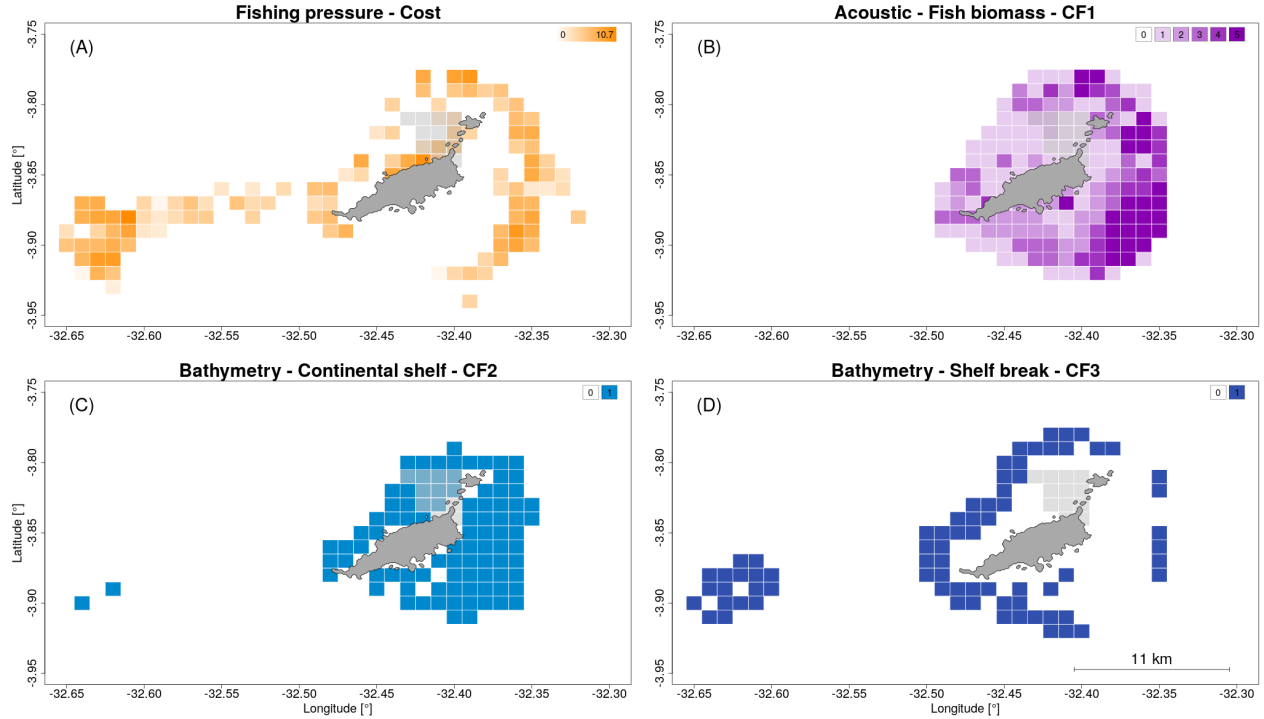 Fishing pressure - Cost
(A)
0 10.7
Latitude [°]
-3.75
-3.80
-3.85
-3.90
-3.95
-32.65 -32.60 -32.55 -32.50 -32.45 -32.40 -32.35 -32.30
Acoustic - Fish biomass - CF1
(B)
0 1 2 3 4 5
-3.75
-3.80
-3.85
-3.90
-3.95
-32.65 -32.60 -32.55 -32.50 -32.45 -32.40 -32.35 -32.30
Bathymetry - Continental shelf - CF2
(C)
0 1
Latitude [°]
-3.75
-3.80
-3.85
-3.90
-3.95
-32.65 -32.60 -32.55 -32.50 -32.45 -32.40 -32.35 -32.30
Longitude [°]
Bathymetry - Shelf break - CF3
(D)
0 1
-3.75
-3.80
-3.85
-3.90
-3.95
11 km
-32.65 -32.60 -32.55 -32.50 -32.45 -32.40 -32.35 -32.30
Longitude [°]